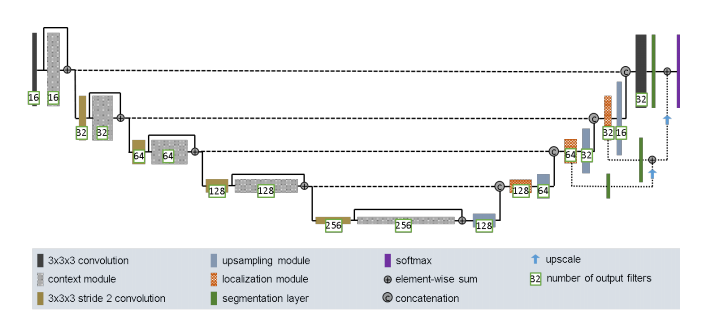 C
16
16
32
32
32
C
32
16
C
64
64
64
32
C
128
128
128
64
256
256
128
3x3x3 convolution
upsampling module
softmax
upscale
context module
localization module
element-wise sum
32 number of output filters
3x3x3 stride 2 convolution
segmentation layer
C concatenation